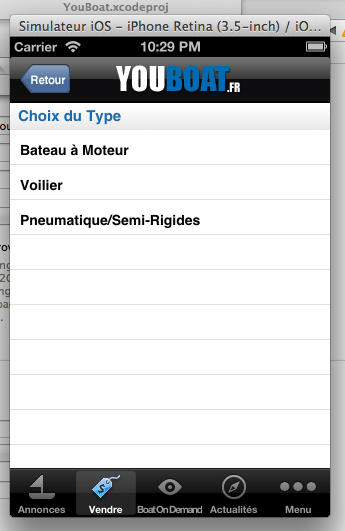 YouBoat.xcodeproj
Simulateur iOS - iPhone Retina (3.5-inch) / iO...
Carrier 10:29 PM
Retour YOUBOAT.FR
Choix du Type
Bateau à Moteur
Voilier
Pneumatique/Semi-Rigides
Annonces Vendre BoatOnDemand Actualités Menu